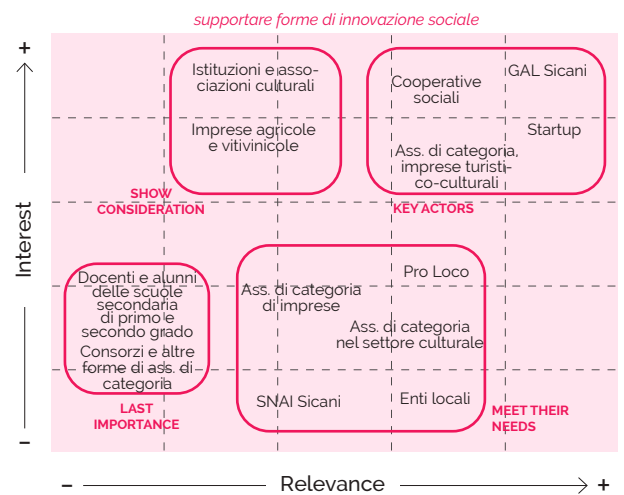 supportare forme di innovazione sociale
+
Istituzioni e asso-
ciazioni culturali
Imprese agricole
e vitivinicole
SHOW
CONSIDERATION
Cooperative
sociali
GAL Sicani
Startup
Ass. di categoria,
imprese turisti-
co-culturali
KEY ACTORS
Interest
Docenti e alunni
delle scuole
secondaria
di primo e
secondo grado
Consorzi e altre
forme di ass. di
categoria
LAST
IMPORTANCE
Pro Loco
Ass. di categoria
di imprese
Ass. di categoria
nel settore culturale
SNAI Sicani
Enti locali
MEET THEIR
NEEDS
–
– Relevance +